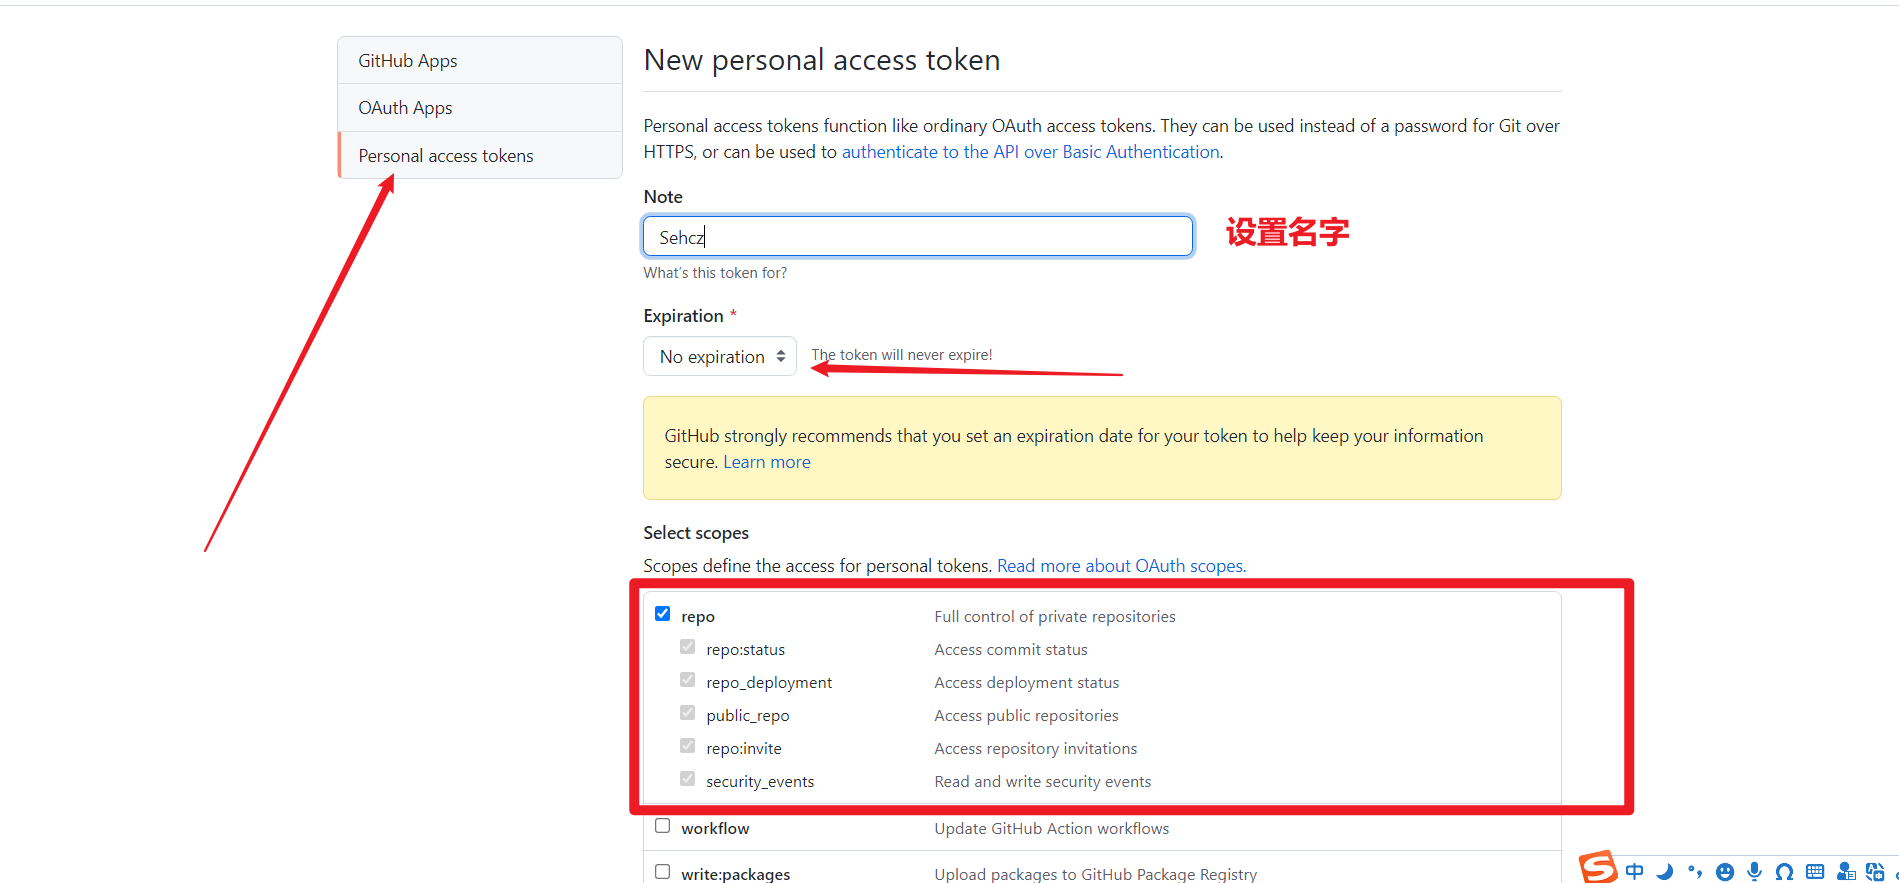 GitHub Apps
OAuth Apps
Personal access tokens
New personal access token
Personal access tokens function like ordinary OAuth access tokens. They can be used instead of a password for Git over
HTTPS, or can be used to authenticate to the API over Basic Authentication.
Note
Sehcz
设置名字
What's this token for?
Expiration *
No expiration
The token will never expire!
GitHub strongly recommends that you set an expiration date for your token to help keep your information
secure. Learn more
Select scopes
Scopes define the access for personal tokens. Read more about OAuth scopes.
repo Full control of private repositories
repo:status Access commit status
repo_deployment Access deployment status
public_repo Access public repositories
repo:invite Access repository invitations
security_events Read and write security events
workflow Update GitHub Action workflows
write:packages Upload packages to GitHub Package Registry
S 中